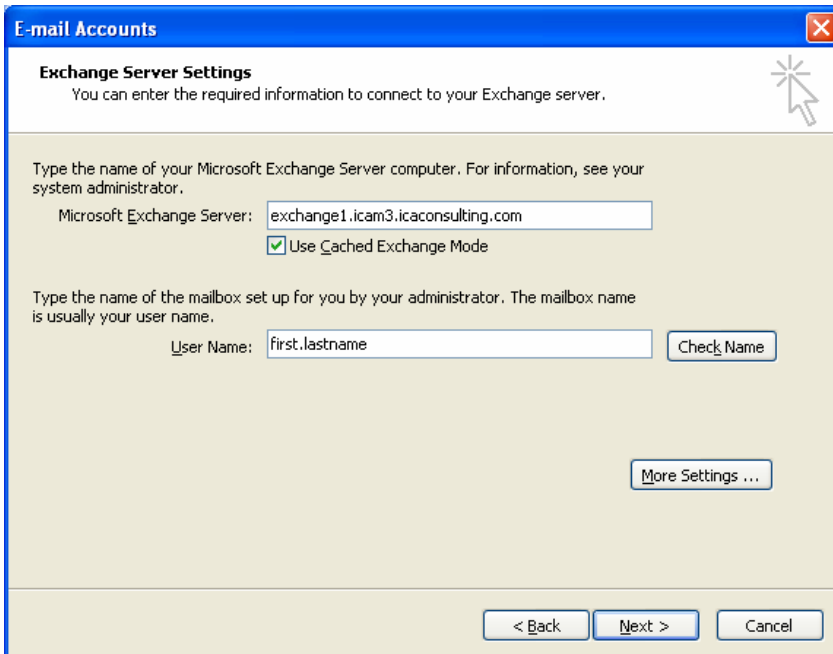 E-mail Accounts
Exchange Server Settings
You can enter the required information to connect to your Exchange server.
Type the name of your Microsoft Exchange Server computer. For information, see your
system administrator.
Microsoft Exchange Server: exchange1.icam3.icaconsulting.com
Use Cached Exchange Mode
Type the name of the mailbox set up for you by your administrator. The mailbox name
is usually your user name.
User Name: first.lastname Check Name
More Settings ...
< Back Next > Cancel